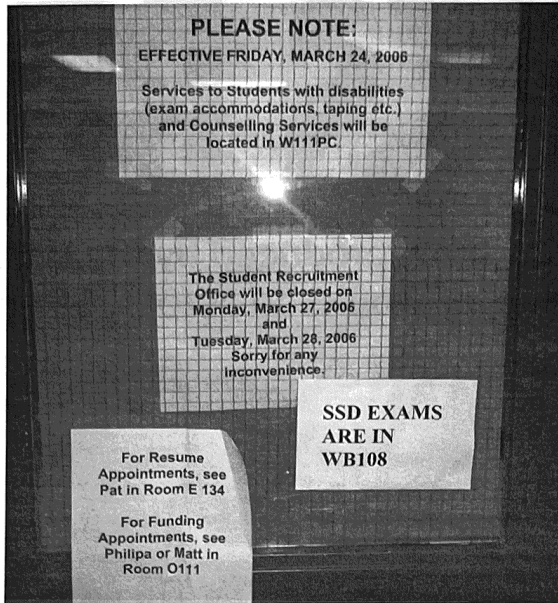 PLEASE NOTE:
EFFECTIVE FRIDAY, MARCH 24, 2006
Services to Students with disabilities
(exam accommodations, taping etc.)
and Counselling Services will be
located in W111PC.
The Student Recruitment
Office will be closed on
Monday, March 27, 2006
and
Tuesday, March 28, 2006
Sorry for any
inconvenience.
SSD EXAMS
ARE IN
WB108
For Resume
Appointments, see
Pat in Room E 134
For Funding
Appointments, see
Philipa or Matt in
Room O111